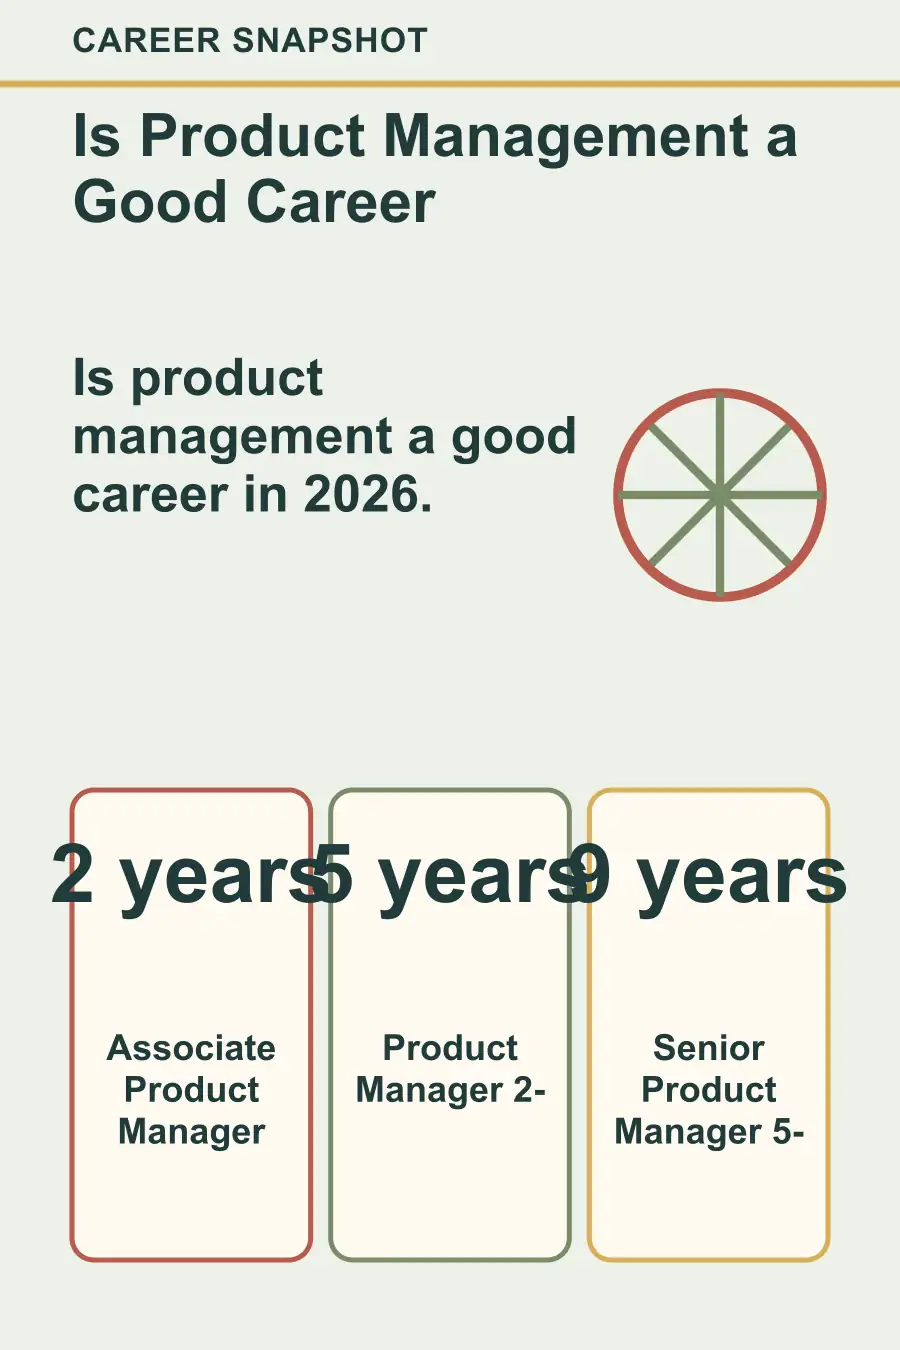 CAREER SNAPSHOT
Is Product Management a
Good Career
Is product
management a good
career in 2026.
2 years
5 years
9 years
Associate
Product
Manager
Product
Manager 2-
Senior
Product
Manager 5-